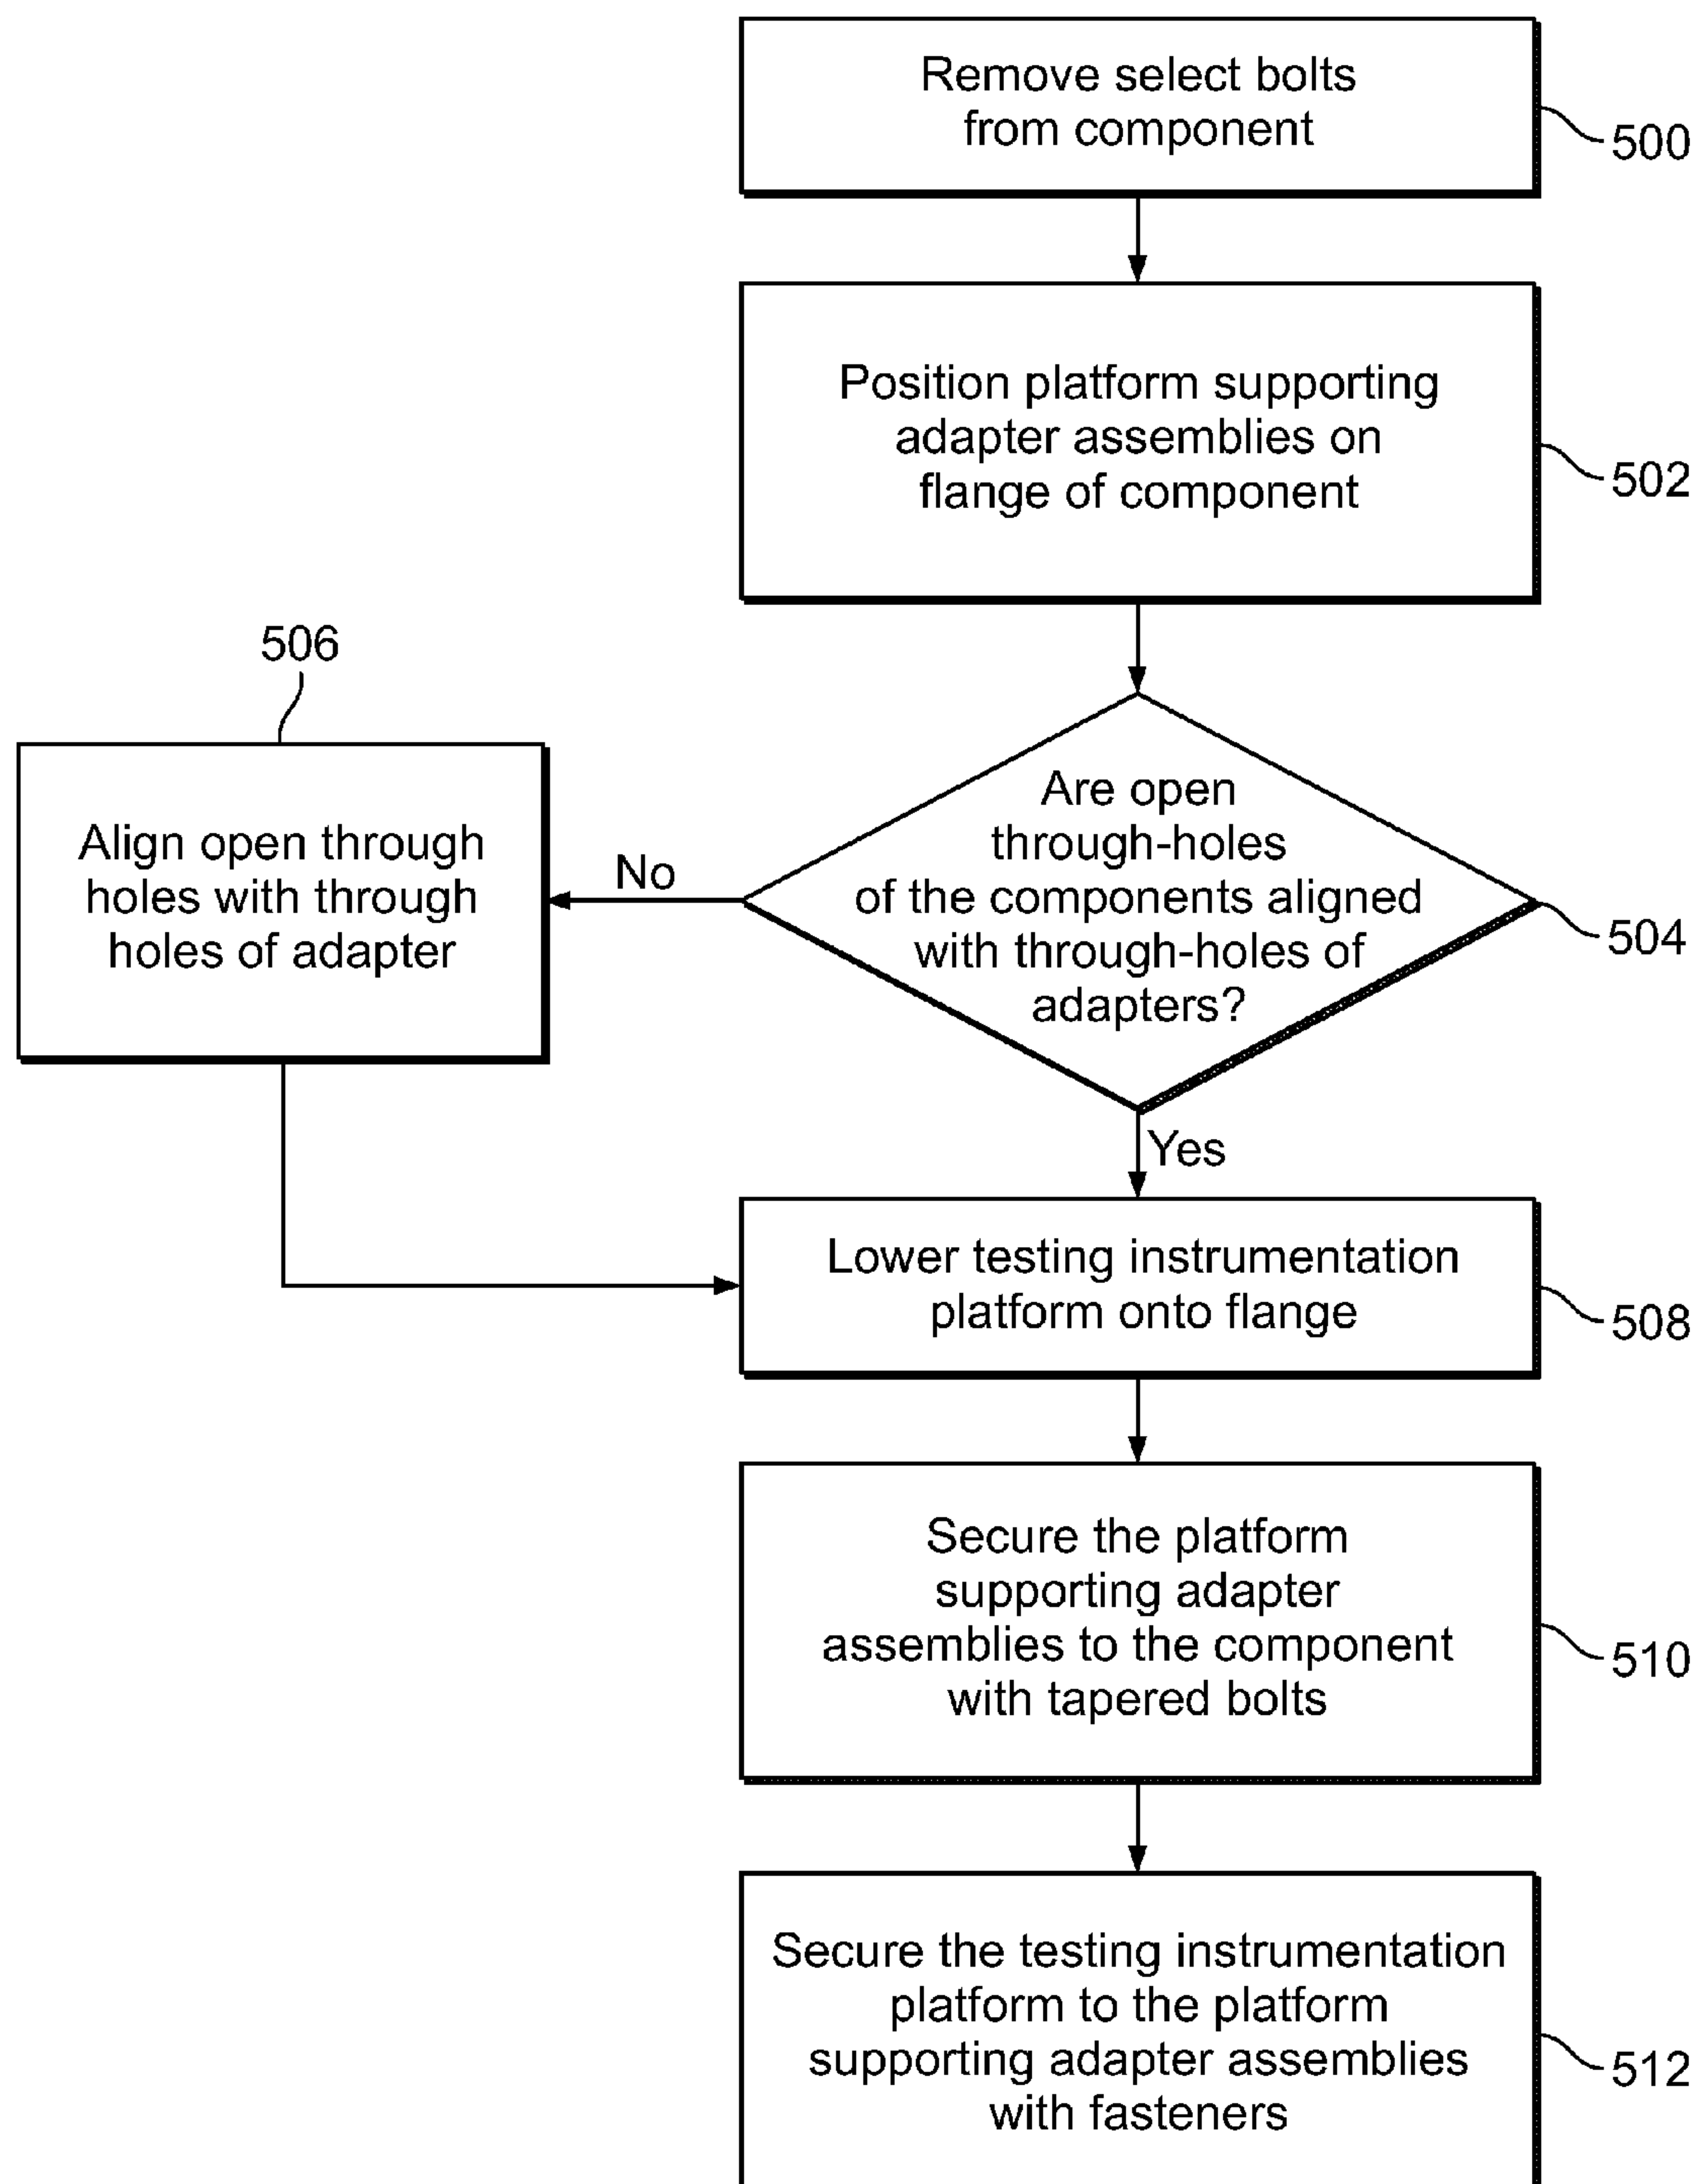 Remove select bolts
from component
500
Position platform supporting
adapter assemblies on
flange of component
502
506
Align open through
holes with through
holes of adapter
No
Are open
through-holes
of the components aligned
with through-holes of
adapters?
504
Yes
Lower testing instrumentation
platform onto flange
508
Secure the platform
supporting adapter
assemblies to the component
with tapered bolts
510
Secure the testing instrumentation
platform to the platform
supporting adapter assemblies
with fasteners
512